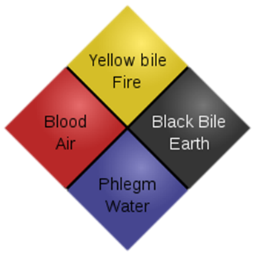 Yellow bile
Fire
Blood
Air
Black Bile
Earth
Phlegm
Water